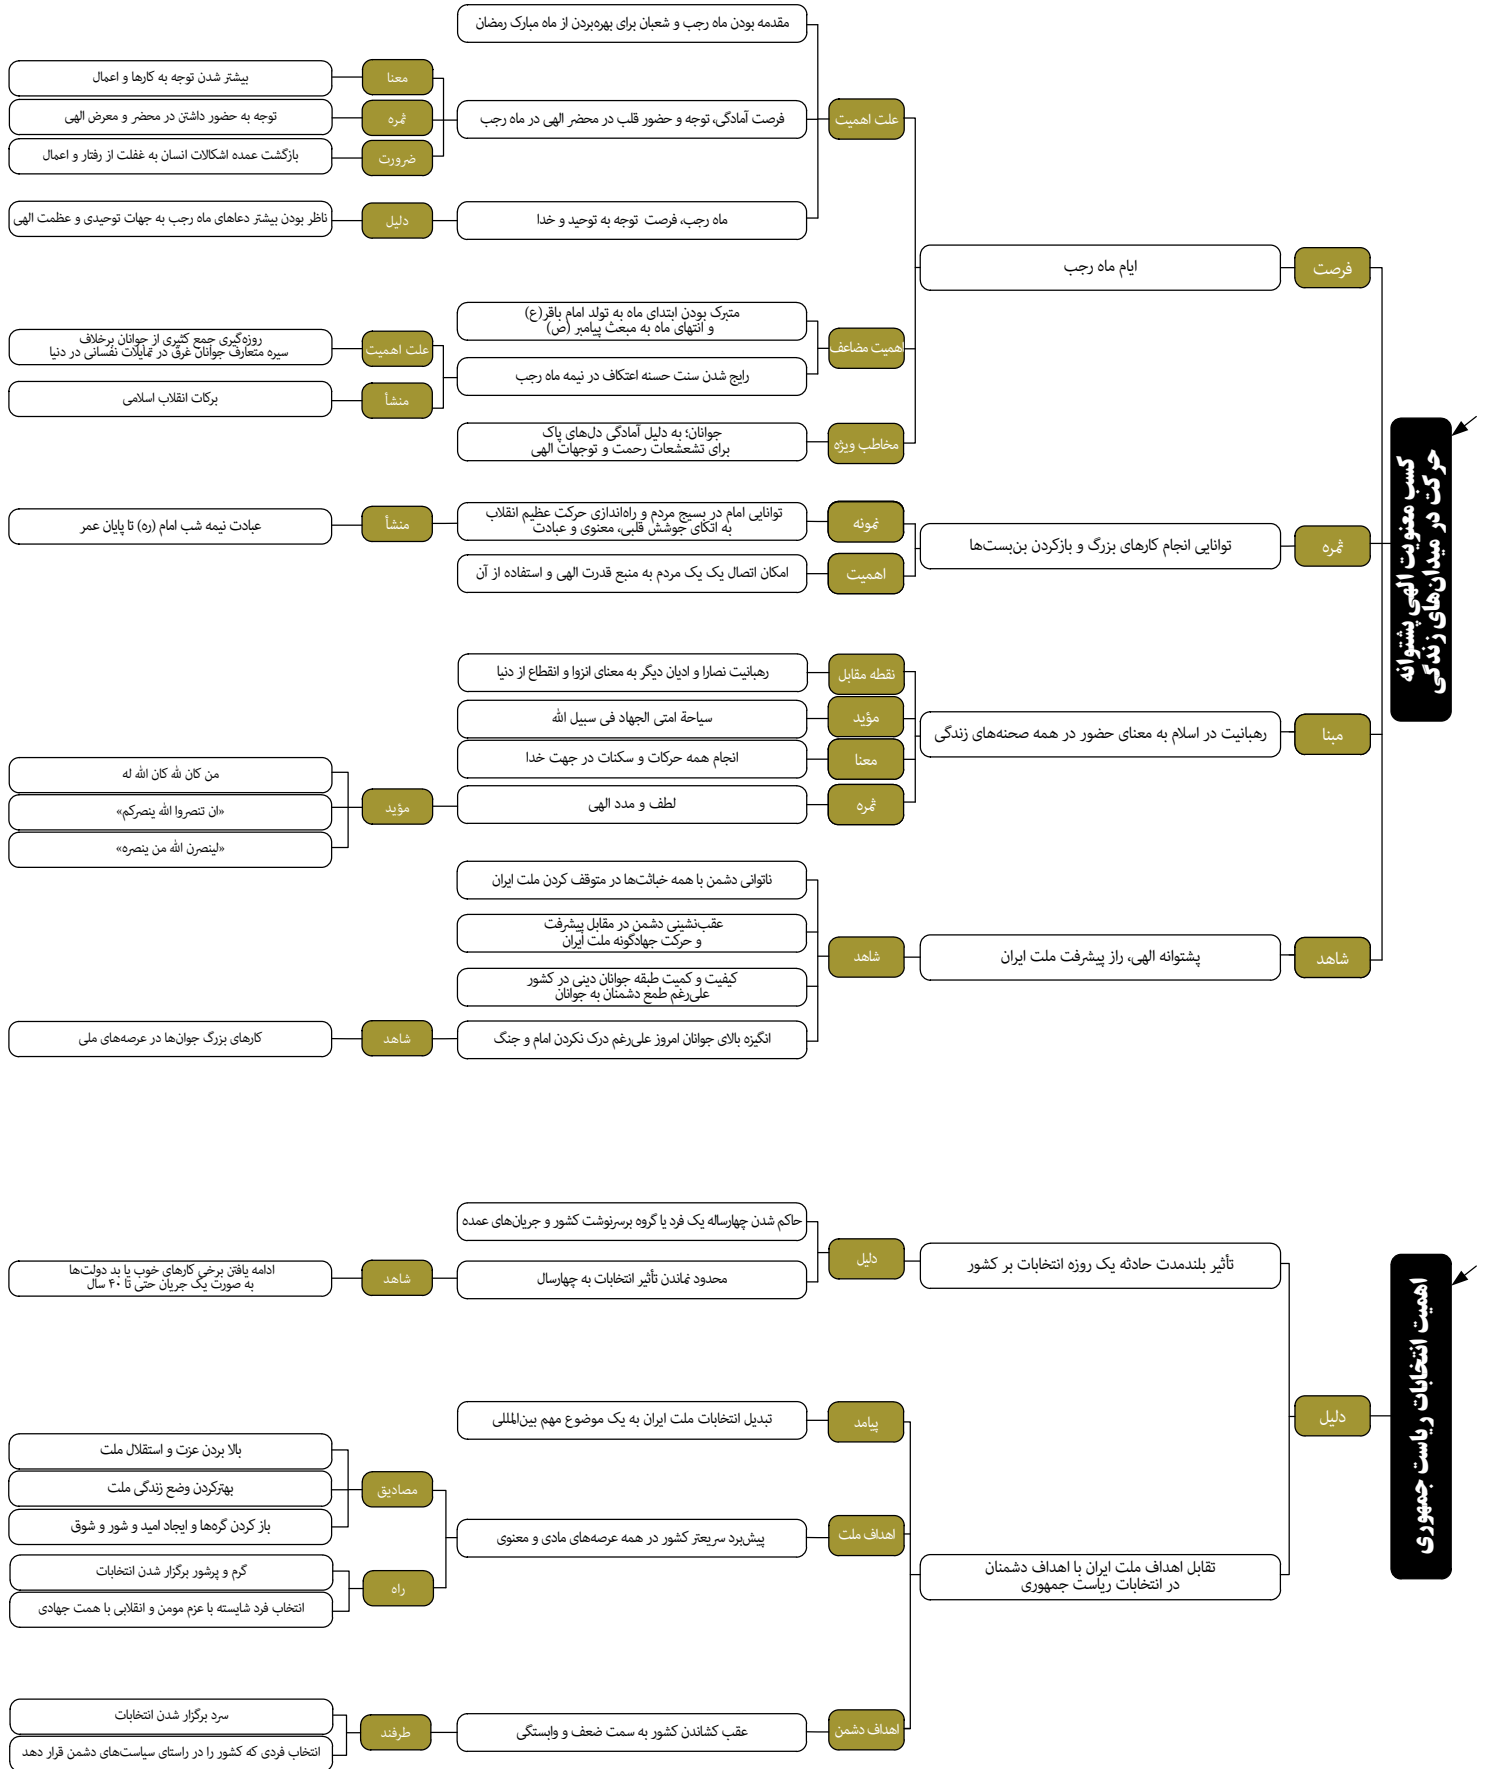 کسب معنویت الهی پشتوانه
حرکت در میدان‌های زندگی
فرصت
ایام ماه رجب
علت اهمیت
مقدمه بودن ماه رجب و شعبان برای بهره‌بردن از ماه مبارک رمضان
فرصت آمادگی، توجه و حضور قلب در محضر الهی در ماه رجب
معنا
بیشتر شدن توجه به کارها و اعمال
ثمره
توجه به حضور داشتن در محضر و معرض الهی
ضرورت
بازگشت عمده اشکالات انسان به غفلت از رفتار و اعمال
ماه رجب، فرصت توجه به توحید و خدا
دلیل
ناظر بودن بیشتر دعاهای ماه رجب به جهات توحیدی و عظمت الهی
اهمیت مضاعف
متبرک بودن ابتدای ماه به تولد امام باقر(ع)
و انتهای ماه به مبعث پیامبر (ص)
رایج شدن سنت حسنه اعتکاف در نیمه ماه رجب
علت اهمیت
روزه‌گیری جمع کثیری از جوانان برخلاف
سیره متعارف جوانان غرق در تمایلات نفسانی در دنیا
منشأ
برکات انقلاب اسلامی
مخاطب ویژه
جوانان؛ به دلیل آمادگی دل‌های پاک
برای تشعشعات رحمت و توجهات الهی
ثمره
توانایی انجام کارهای بزرگ و بازکردن بن‌بست‌ها
نمونه
توانایی امام در بسیج مردم و راه‌اندازی حرکت عظیم انقلاب
به اتکای جوشش قلبی، معنوی و عبادت
منشأ
عبادت نیمه شب امام (ره) تا پایان عمر
اهمیت
امکان اتصال یک یک مردم به منبع قدرت الهی و استفاده از آن
مبنا
رهبانیت در اسلام به معنای حضور در همه صحنه‌های زندگی
نقطه مقابل
رهبانیت نصارا و ادیان دیگر به معنای انزوا و انقطاع از دنیا
مؤید
سیاحة امتی الجهاد فی سبیل الله
معنا
انجام همه حرکات و سکنات در جهت خدا
ثمره
لطف و مدد الهی
مؤید
من کان لله کان الله له
«ان تنصروا الله ینصرکم»
«لینصرن الله من ینصره»
شاهد
پشتوانه الهی، راز پیشرفت ملت ایران
شاهد
ناتوانی دشمن با همه خباثت‌ها در متوقف کردن ملت ایران
عقب‌نشینی دشمن در مقابل پیشرفت
و حرکت جهادگونه ملت ایران
کیفیت و کمیت طبقه جوانان دینی در کشور
علی‌رغم طمع دشمنان به جوانان
انگیزه بالای جوانان امروز علی‌رغم درک نکردن امام و جنگ
شاهد
کارهای بزرگ جوان‌ها در عرصه‌های ملی
اهمیت انتخابات ریاست جمهوری
دلیل
تأثیر بلندمدت حادثه یک روزه انتخابات بر کشور
دلیل
حاکم شدن چهارساله یک فرد یا گروه برسرنوشت کشور و جریان‌های عمده
محدود نماندن تأثیر انتخابات به چهارسال
شاهد
ادامه یافتن برخی کارهای خوب یا بد دولت‌ها
به صورت یک جریان حتی تا ۴۰ سال
تقابل اهداف ملت ایران با اهداف دشمنان
در انتخابات ریاست جمهوری
پیامد
تبدیل انتخابات ملت ایران به یک موضوع مهم بین‌المللی
اهداف ملت
پیش‌برد سریعتر کشور در همه عرصه‌های مادی و معنوی
مصادیق
بالا بردن عزت و استقلال ملت
بهترکردن وضع زندگی ملت
باز کردن گره‌ها و ایجاد امید و شور و شوق
راه
گرم و پرشور برگزار شدن انتخابات
انتخاب فرد شایسته با عزم مومن و انقلابی با همت جهادی
اهداف دشمن
عقب کشاندن کشور به سمت ضعف و وابستگی
طرفند
سرد برگزار شدن انتخابات
انتخاب فردی که کشور را در راستای سیاست‌های دشمن قرار دهد